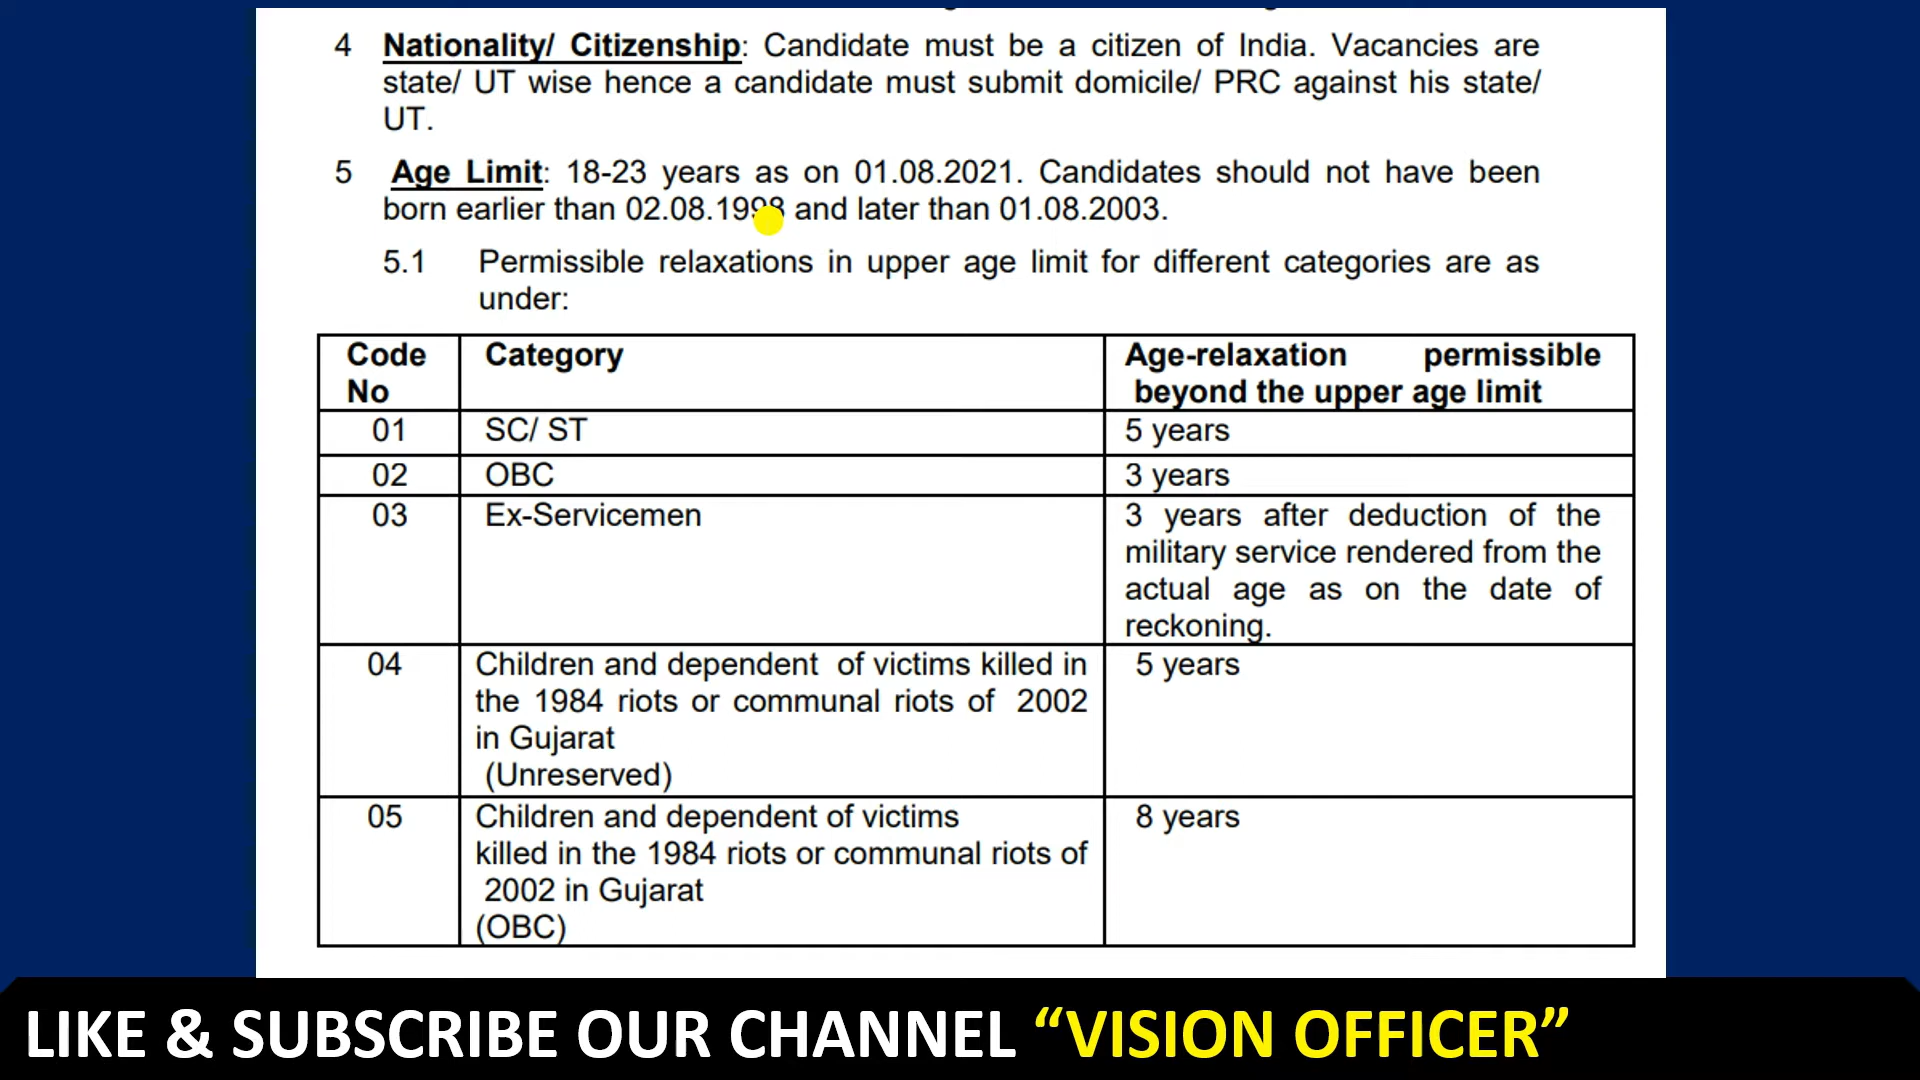 4 Nationality/ Citizenship: Candidate must be a citizen of India. Vacancies are
state/ UT wise hence a candidate must submit domicile/ PRC against his state/
UT.
5 Age Limit: 18-23 years as on 01.08.2021. Candidates should not have been
born earlier than 02.08.1998 and later than 01.08.2003.
5.1 Permissible relaxations in upper age limit for different categories are as
under:
Code No
Category
Age-relaxation permissible
beyond the upper age limit
01 SC/ ST 5 years
02 OBC 3 years
03 Ex-Servicemen 3 years after deduction of the
military service rendered from the
actual age as on the date of
reckoning.
04 Children and dependent of victims killed in 5 years
the 1984 riots or communal riots of 2002
in Gujarat
(Unreserved)
05 Children and dependent of victims 8 years
killed in the 1984 riots or communal riots of
2002 in Gujarat
(OBC)
LIKE & SUBSCRIBE OUR CHANNEL “VISION OFFICER”